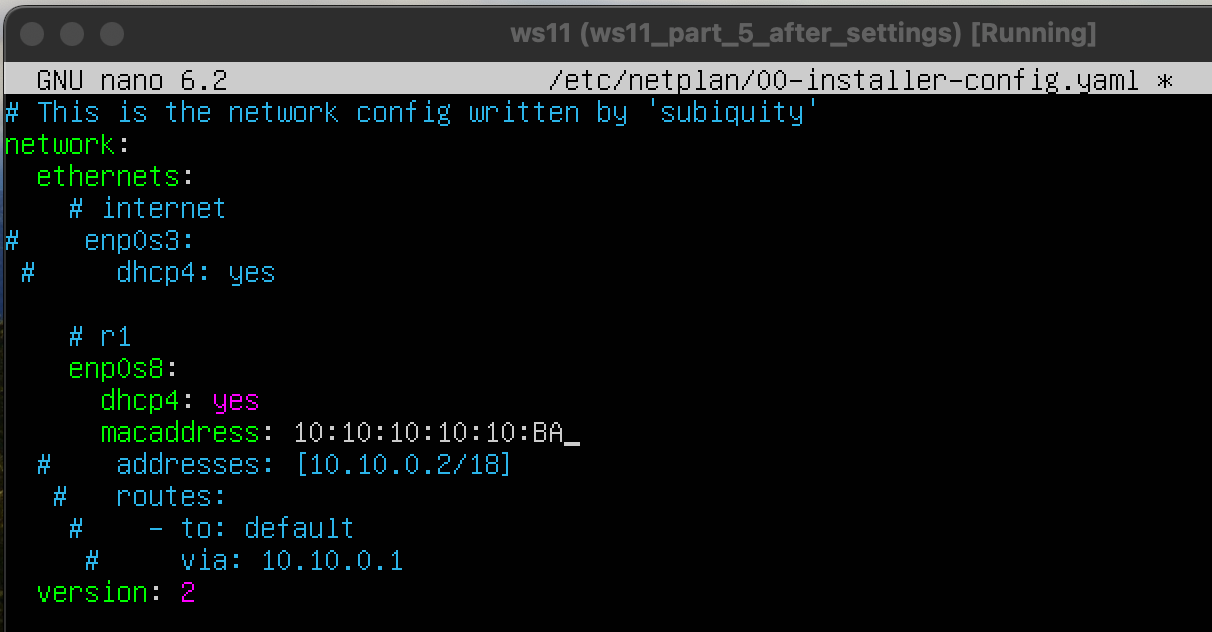 ws11 (ws11_part_5_after_settings) [Running]
GNU nano 6.2 /etc/netplan/00-installer-config.yaml *
# This is the network config written by 'subiquity'
network:
  ethernets:
    # internet
#    enp0s3:
 #     dhcp4: yes

    # r1
    enp0s8:
      dhcp4: yes
      macaddress: 10:10:10:10:10:BA_
  #    addresses: [10.10.0.2/18]
   #   routes:
    #    - to: default
     #     via: 10.10.0.1
  version: 2